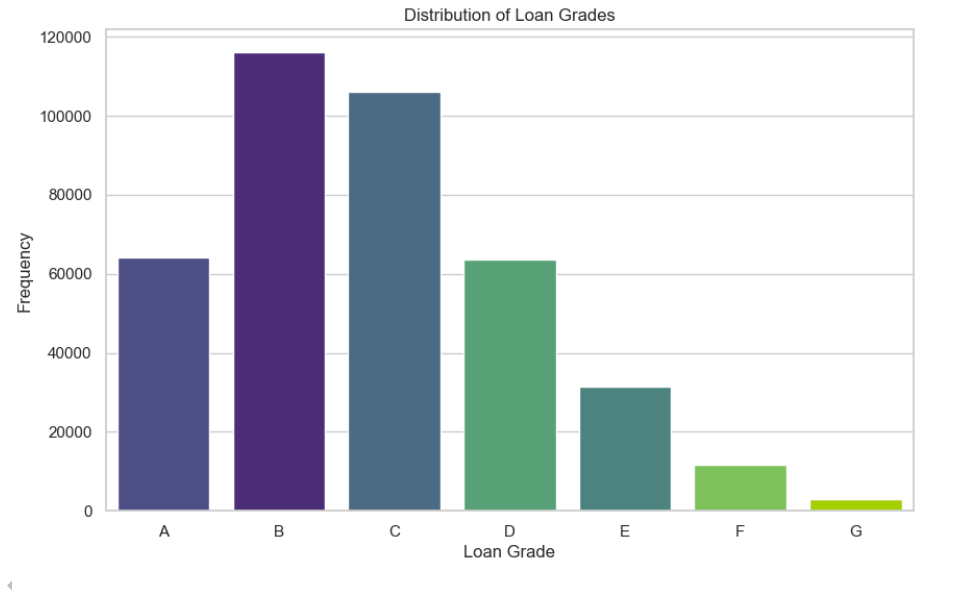 Distribution of Loan Grades
120000
100000
80000
60000
40000
20000
0
Frequency
A B C D E F G
Loan Grade